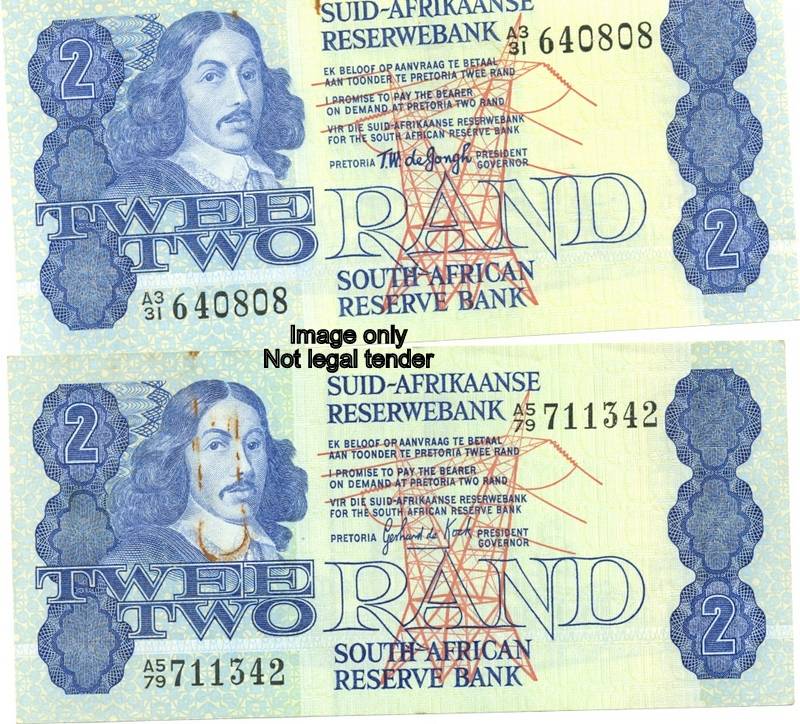 SUID-AFRIKAANSE
RESERWEBANK A3/31 640808
2
EK BELOOF OP AANVRAAG TE BETAAL
AAN TOONDER TE PRETORIA TWEE RAND
I PROMISE TO PAY THE BEARER
ON DEMAND AT PRETORIA TWO RAND
VIR DIE SUID-AFRIKAANSE RESERWEBANK
FOR THE SOUTH AFRICAN RESERVE BANK
PRETORIA T.W. de Jongh PRESIDENT
GOVERNOR
TWEE
TWO
RAND
2
SOUTH-AFRICAN
RESERVE BANK
A3/31 640808
Image only
Not legal tender
SUID-AFRIKAANSE
RESERWEBANK A5/79 711342
2
EK BELOOF OP AANVRAAG TE BETAAL
AAN TOONDER TE PRETORIA TWEE RAND
I PROMISE TO PAY THE BEARER
ON DEMAND AT PRETORIA TWO RAND
VIR DIE SUID-AFRIKAANSE RESERWEBANK
FOR THE SOUTH AFRICAN RESERVE BANK
PRETORIA Gerhard de Kock PRESIDENT
GOVERNOR
TWEE
TWO
RAND
2
SOUTH-AFRICAN
RESERVE BANK
A5/79 711342